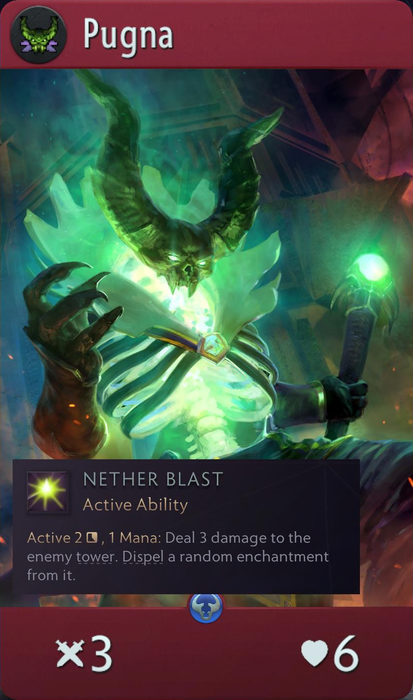 Pugna
NETHER BLAST
Active Ability
Active 2 , 1 Mana: Deal 3 damage to the
enemy tower. Dispel a random enchantment
from it.
3 6